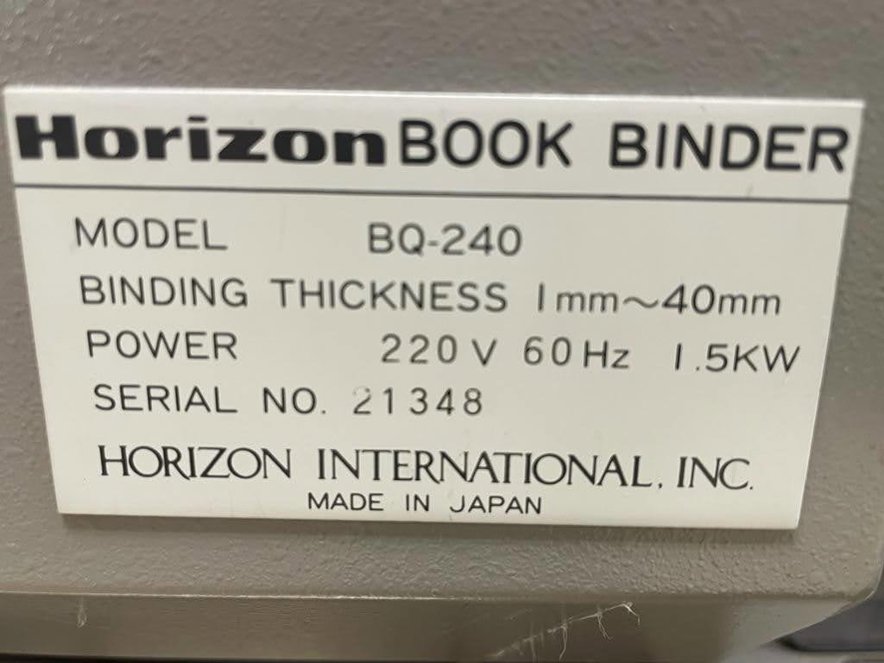 Horizon BOOK BINDER
MODEL BQ-240
BINDING THICKNESS 1mm～40mm
POWER 220V 60Hz 1.5KW
SERIAL NO. 21348
HORIZON INTERNATIONAL, INC.
MADE IN JAPAN